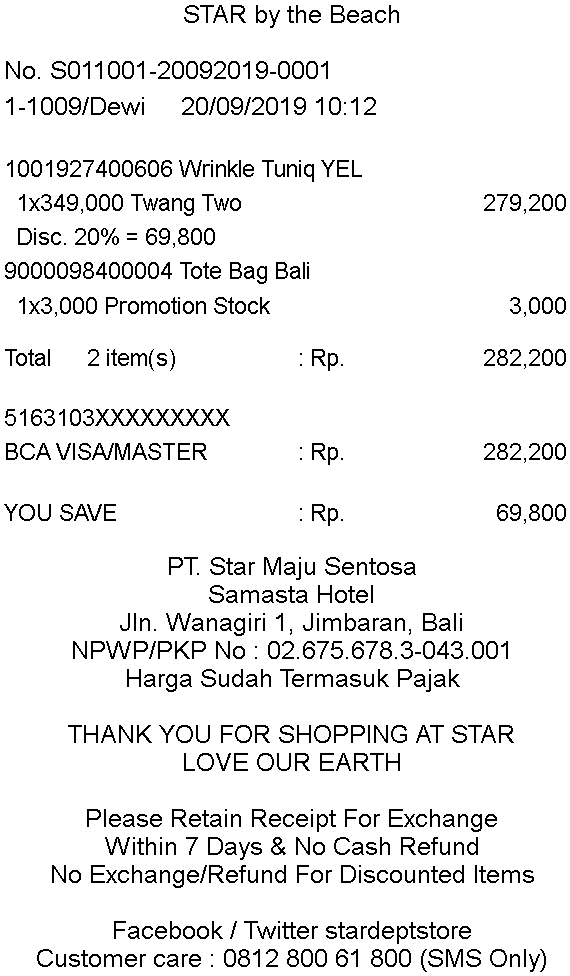 STAR by the Beach
No. S011001-20092019-0001
1-1009/Dewi 20/09/2019 10:12
1001927400606 Wrinkle Tuniq YEL
1x349,000 Twang Two 279,200
Disc. 20% = 69,800
9000098400004 Tote Bag Bali
1x3,000 Promotion Stock 3,000
Total 2 item(s) : Rp. 282,200
5163103XXXXXXXXX
BCA VISA/MASTER : Rp. 282,200
YOU SAVE : Rp. 69,800
PT. Star Maju Sentosa
Samasta Hotel
Jln. Wanagiri 1, Jimbaran, Bali
NPWP/PKP No : 02.675.678.3-043.001
Harga Sudah Termasuk Pajak
THANK YOU FOR SHOPPING AT STAR
LOVE OUR EARTH
Please Retain Receipt For Exchange
Within 7 Days & No Cash Refund
No Exchange/Refund For Discounted Items
Facebook / Twitter stardeptstore
Customer care : 0812 800 61 800 (SMS Only)